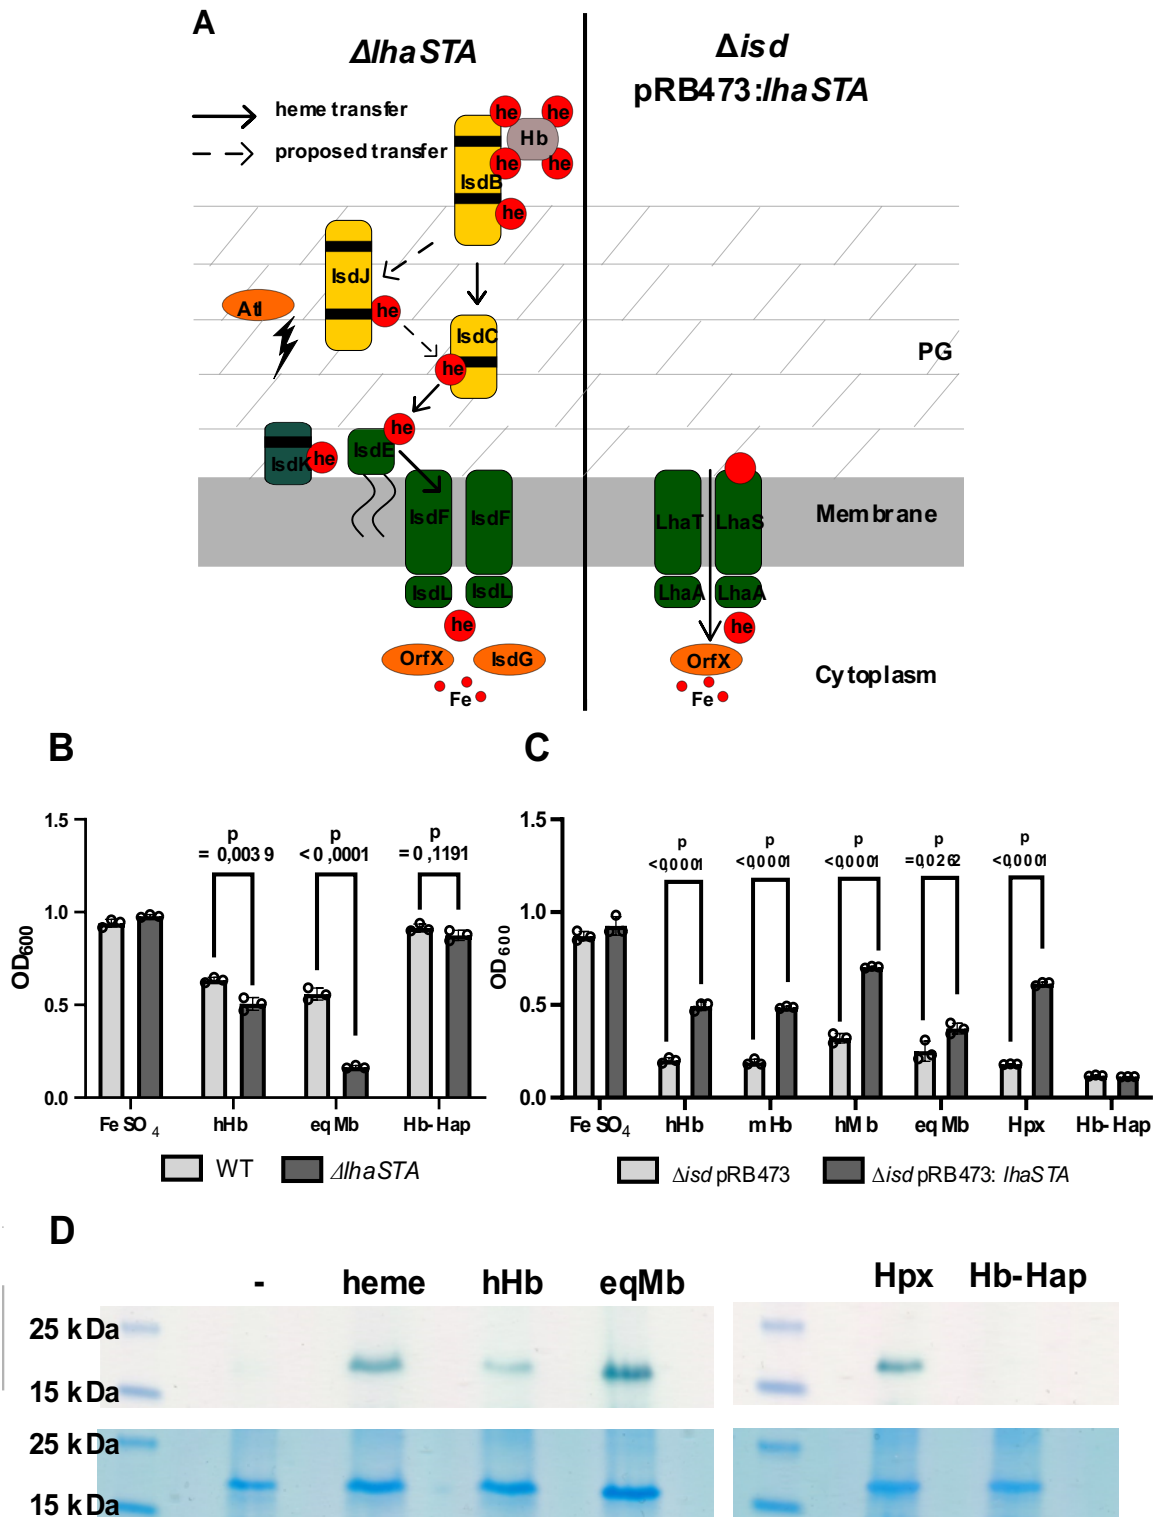 A
ΔlhaSTA
Δisd
pRB473:lhaSTA
heme transfer
proposed transfer
he he
Hb
he he
IsdB
he
IsdJ
Atl
he
IsdC
he
PG
he
IsdK he IsdE
IsdF IsdF
LhaT LhaS
Membrane
IsdL IsdL
LhaA LhaA
he
he
OrfX IsdG
OrfX
Fe
Fe
Cytoplasm
B
1.5
1.0
0.5
0.0
OD600
p
= 0,0039
p
<0,0001
p
=0,1191
FeSO4 hHb eqMb Hb-Hap
WT ΔlhaSTA
C
1.5
1.0
0.5
0.0
OD600
p
<0,0001
p
<0,0001
p
<0,0001
p
=0,0262
p
<0,0001
FeSO4 hHb mHb hMb eqMb Hpx Hb-Hap
Δisd pRB473 Δisd pRB473: lhaSTA
D
- heme hHb eqMb Hpx Hb-Hap
25 kDa
15 kDa
25 kDa
15 kDa